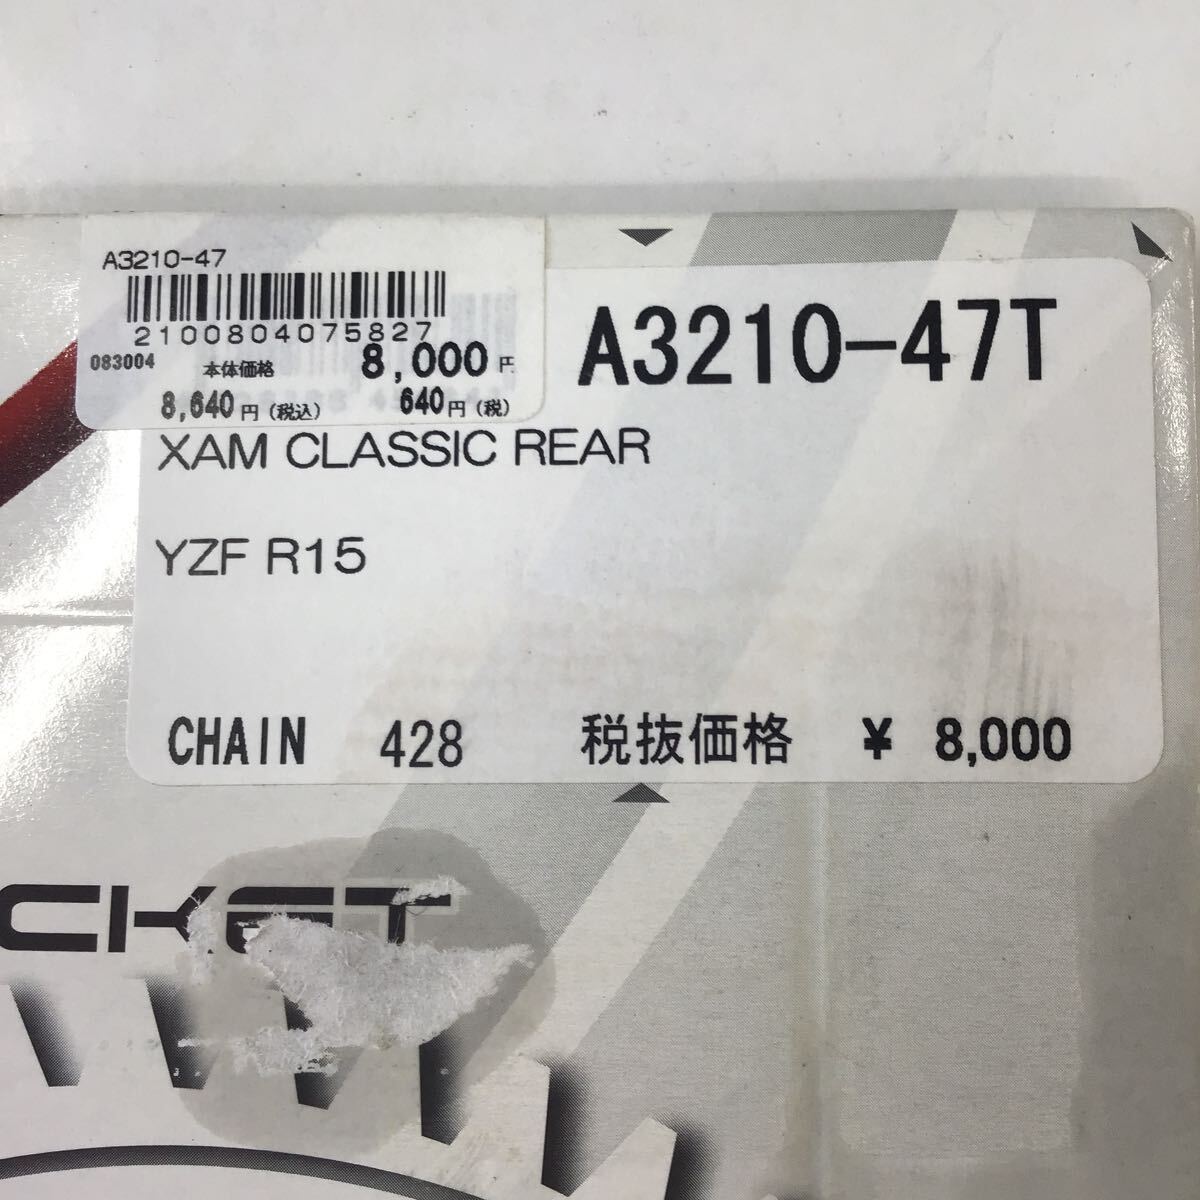 A3210-47
2100804075827
083004 本体価格 8,000円
8,640円(税込) 640円(税)
A3210-47T
XAM CLASSIC REAR
YZF R15
CHAIN 428 税抜価格 ¥ 8,000
CKET